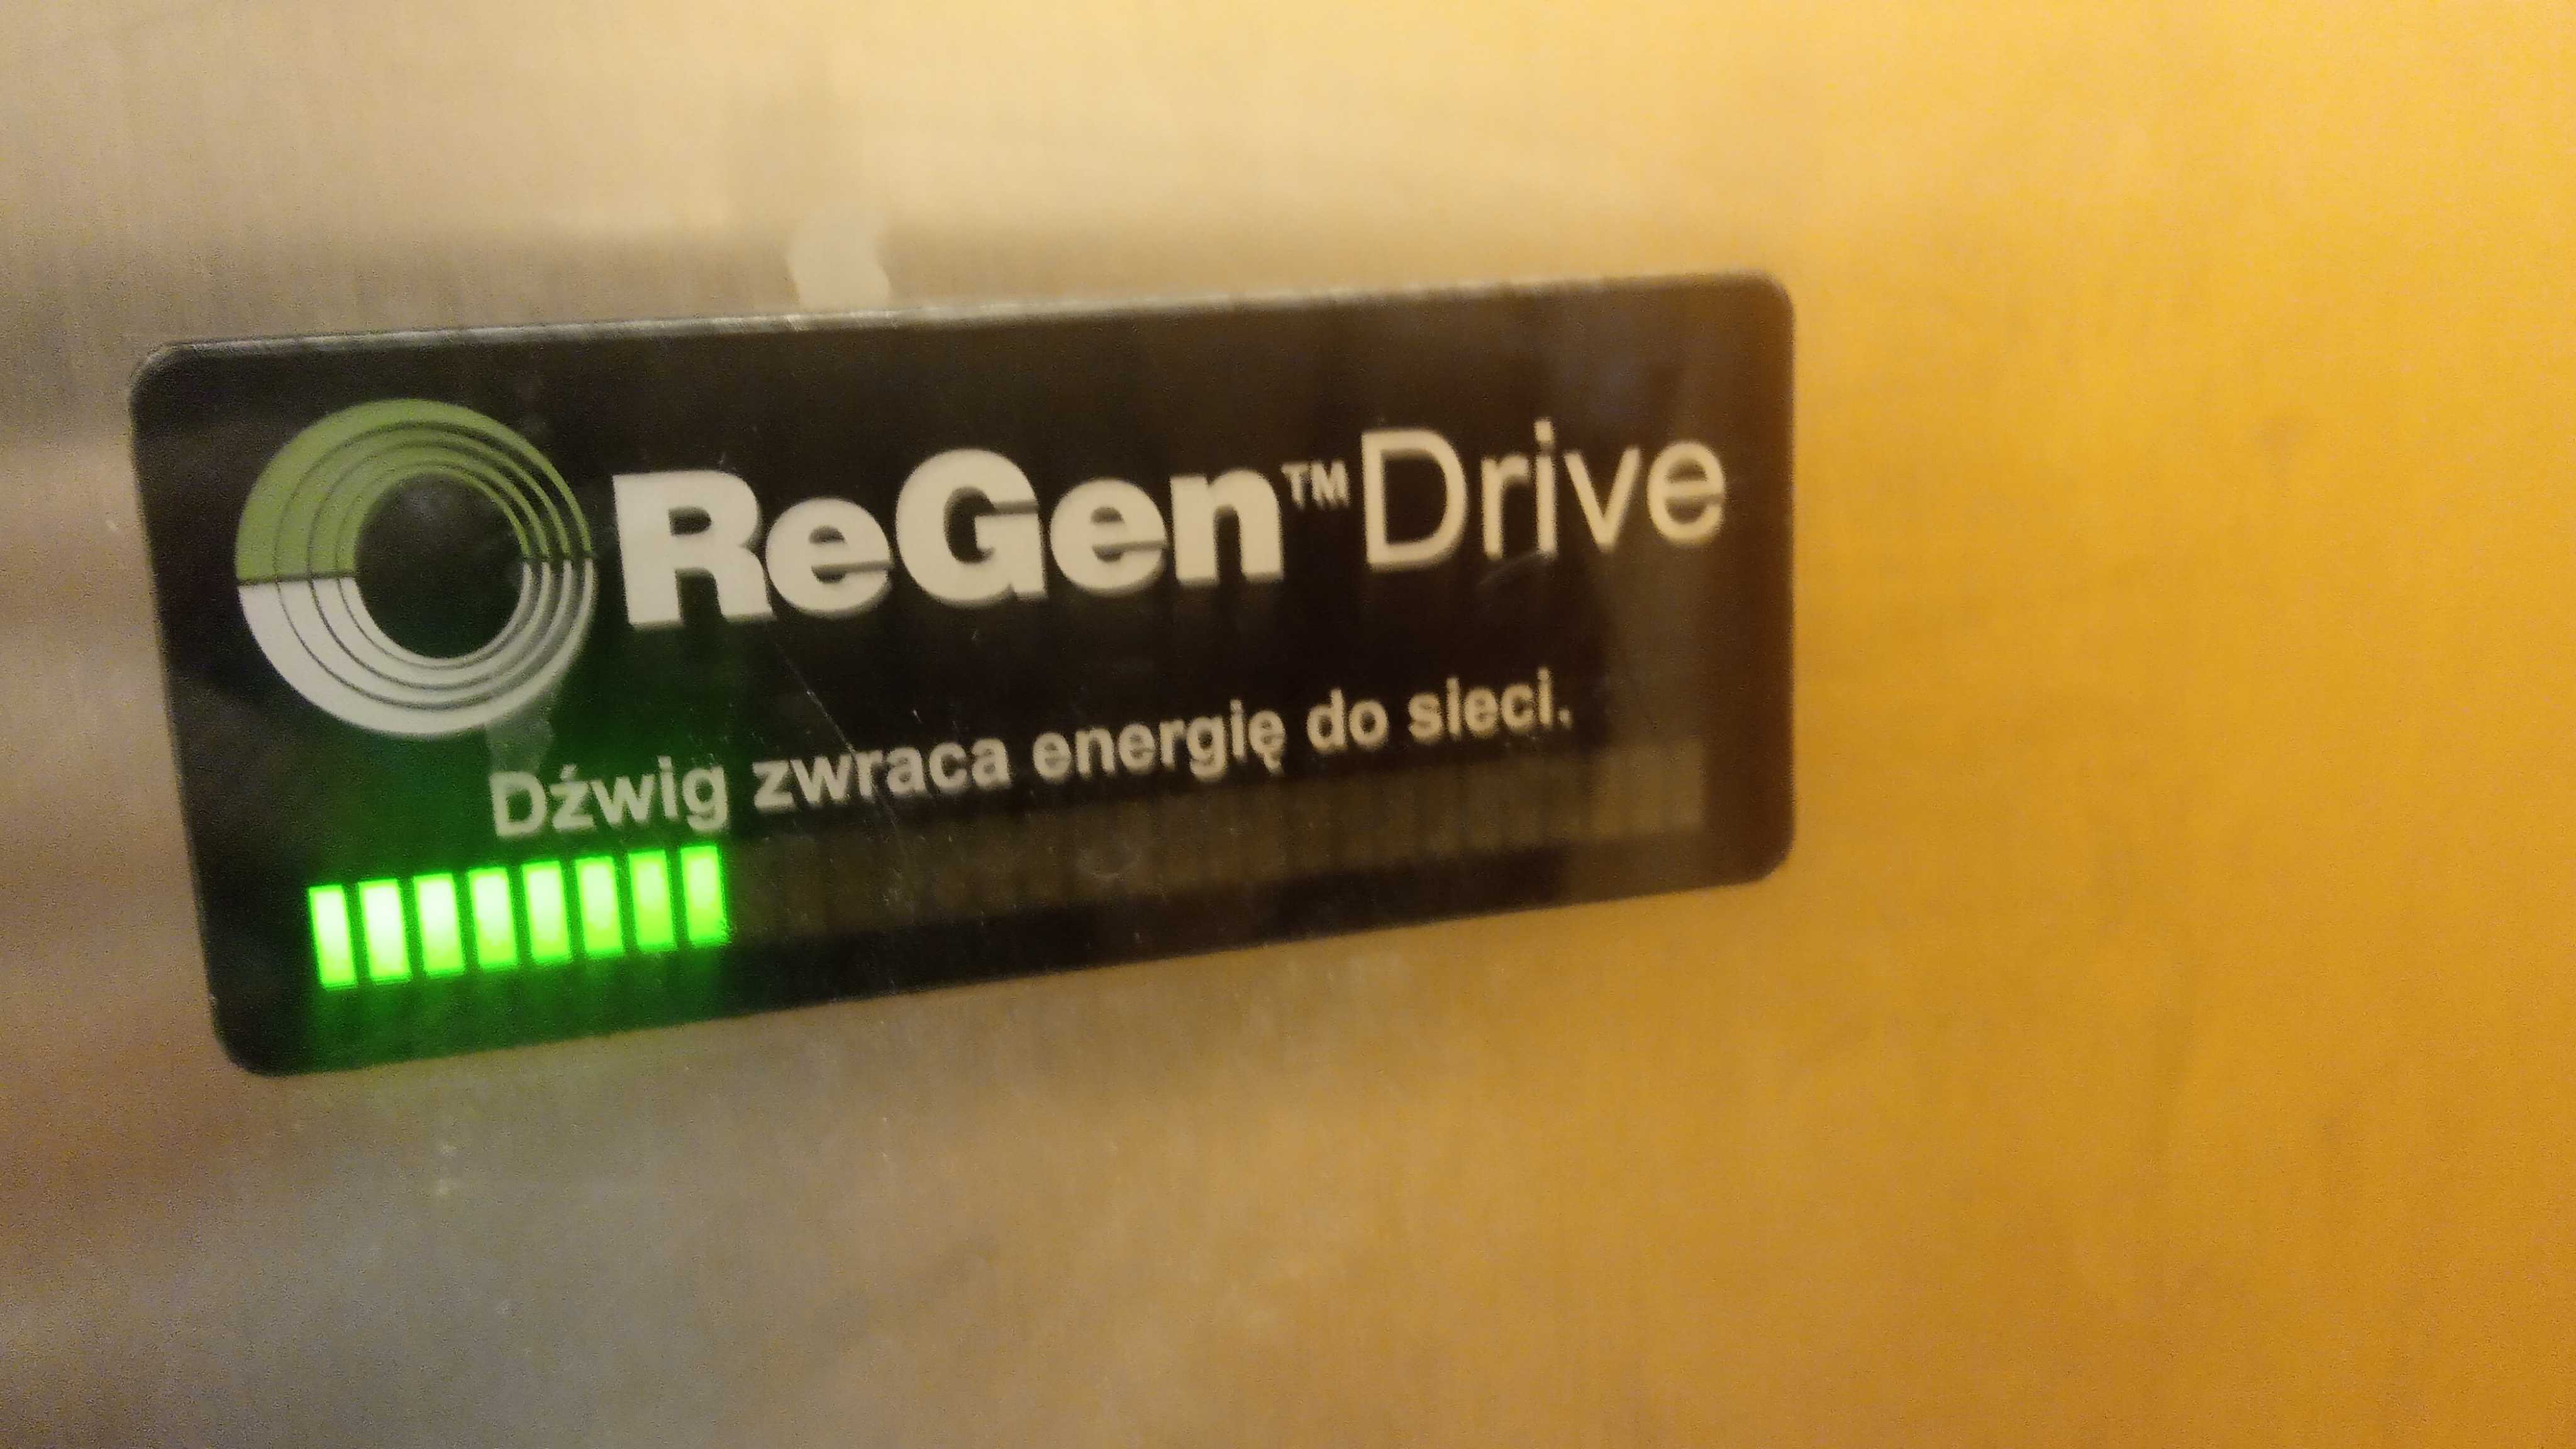 ReGen™ Drive
Dźwig zwraca energię do sieci.